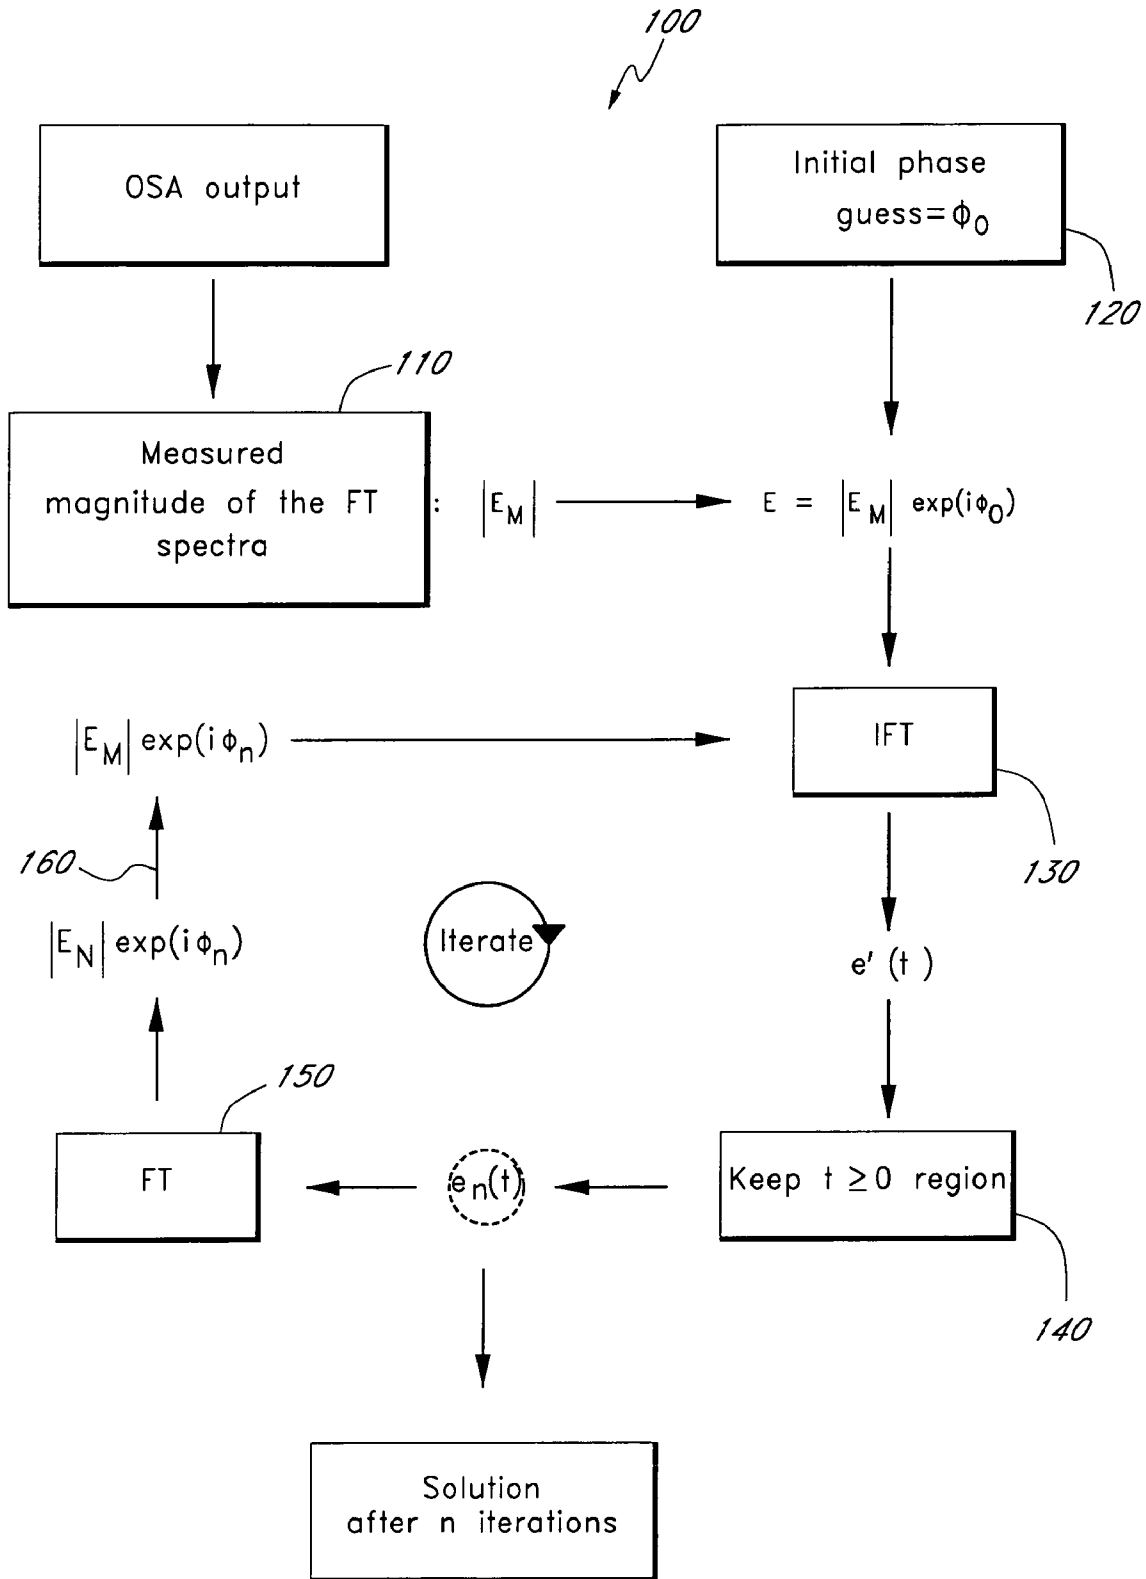 100
OSA output
Initial phase
guess=ϕ0
120
110
Measured
magnitude of the FT
spectra
: |EM|
E = |EM| exp(iϕ0)
|EM| exp(iϕn)
IFT
160
130
|EN| exp(iϕn)
Iterate
e' (t)
150
FT
en(t)
Keep t ≥ 0 region
140
Solution
after n iterations